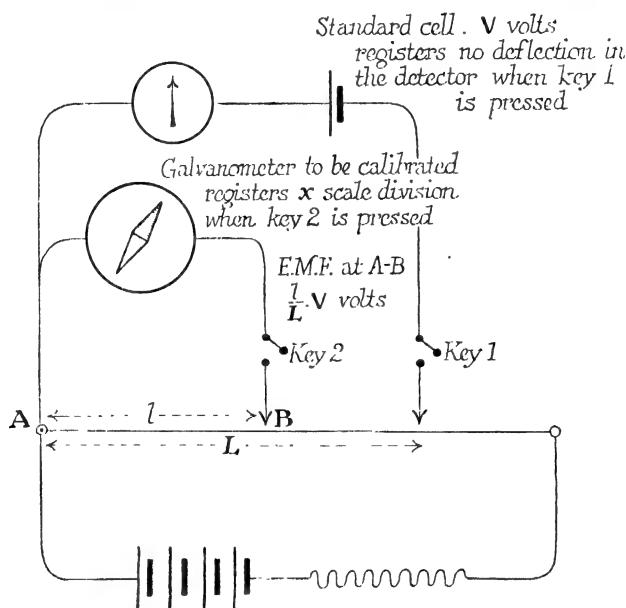 Standard cell. V volts
registers no deflection in
the detector when key 1
is pressed
Galvanometer to be calibrated
registers x scale division
when key 2 is pressed
E.M.F. at A-B
l/L . V volts
Key 2
Key 1
A
l
B
L